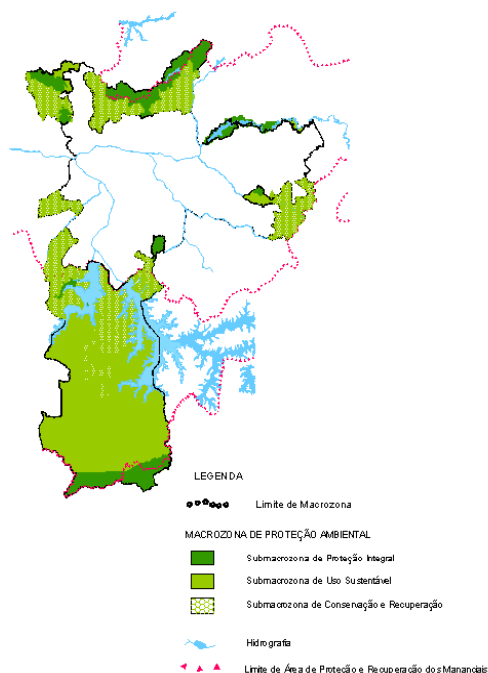 LEGENDA
Limite de Macrozona
MACROZONA DE PROTEÇÃO AMBIENTAL
Submacrozona de Proteção Integral
Submacrozona de Uso Sustentável
Submacrozona de Conservação e Recuperação
Hidrografia
Limite de Área de Proteção e Recuperação dos Mananciais